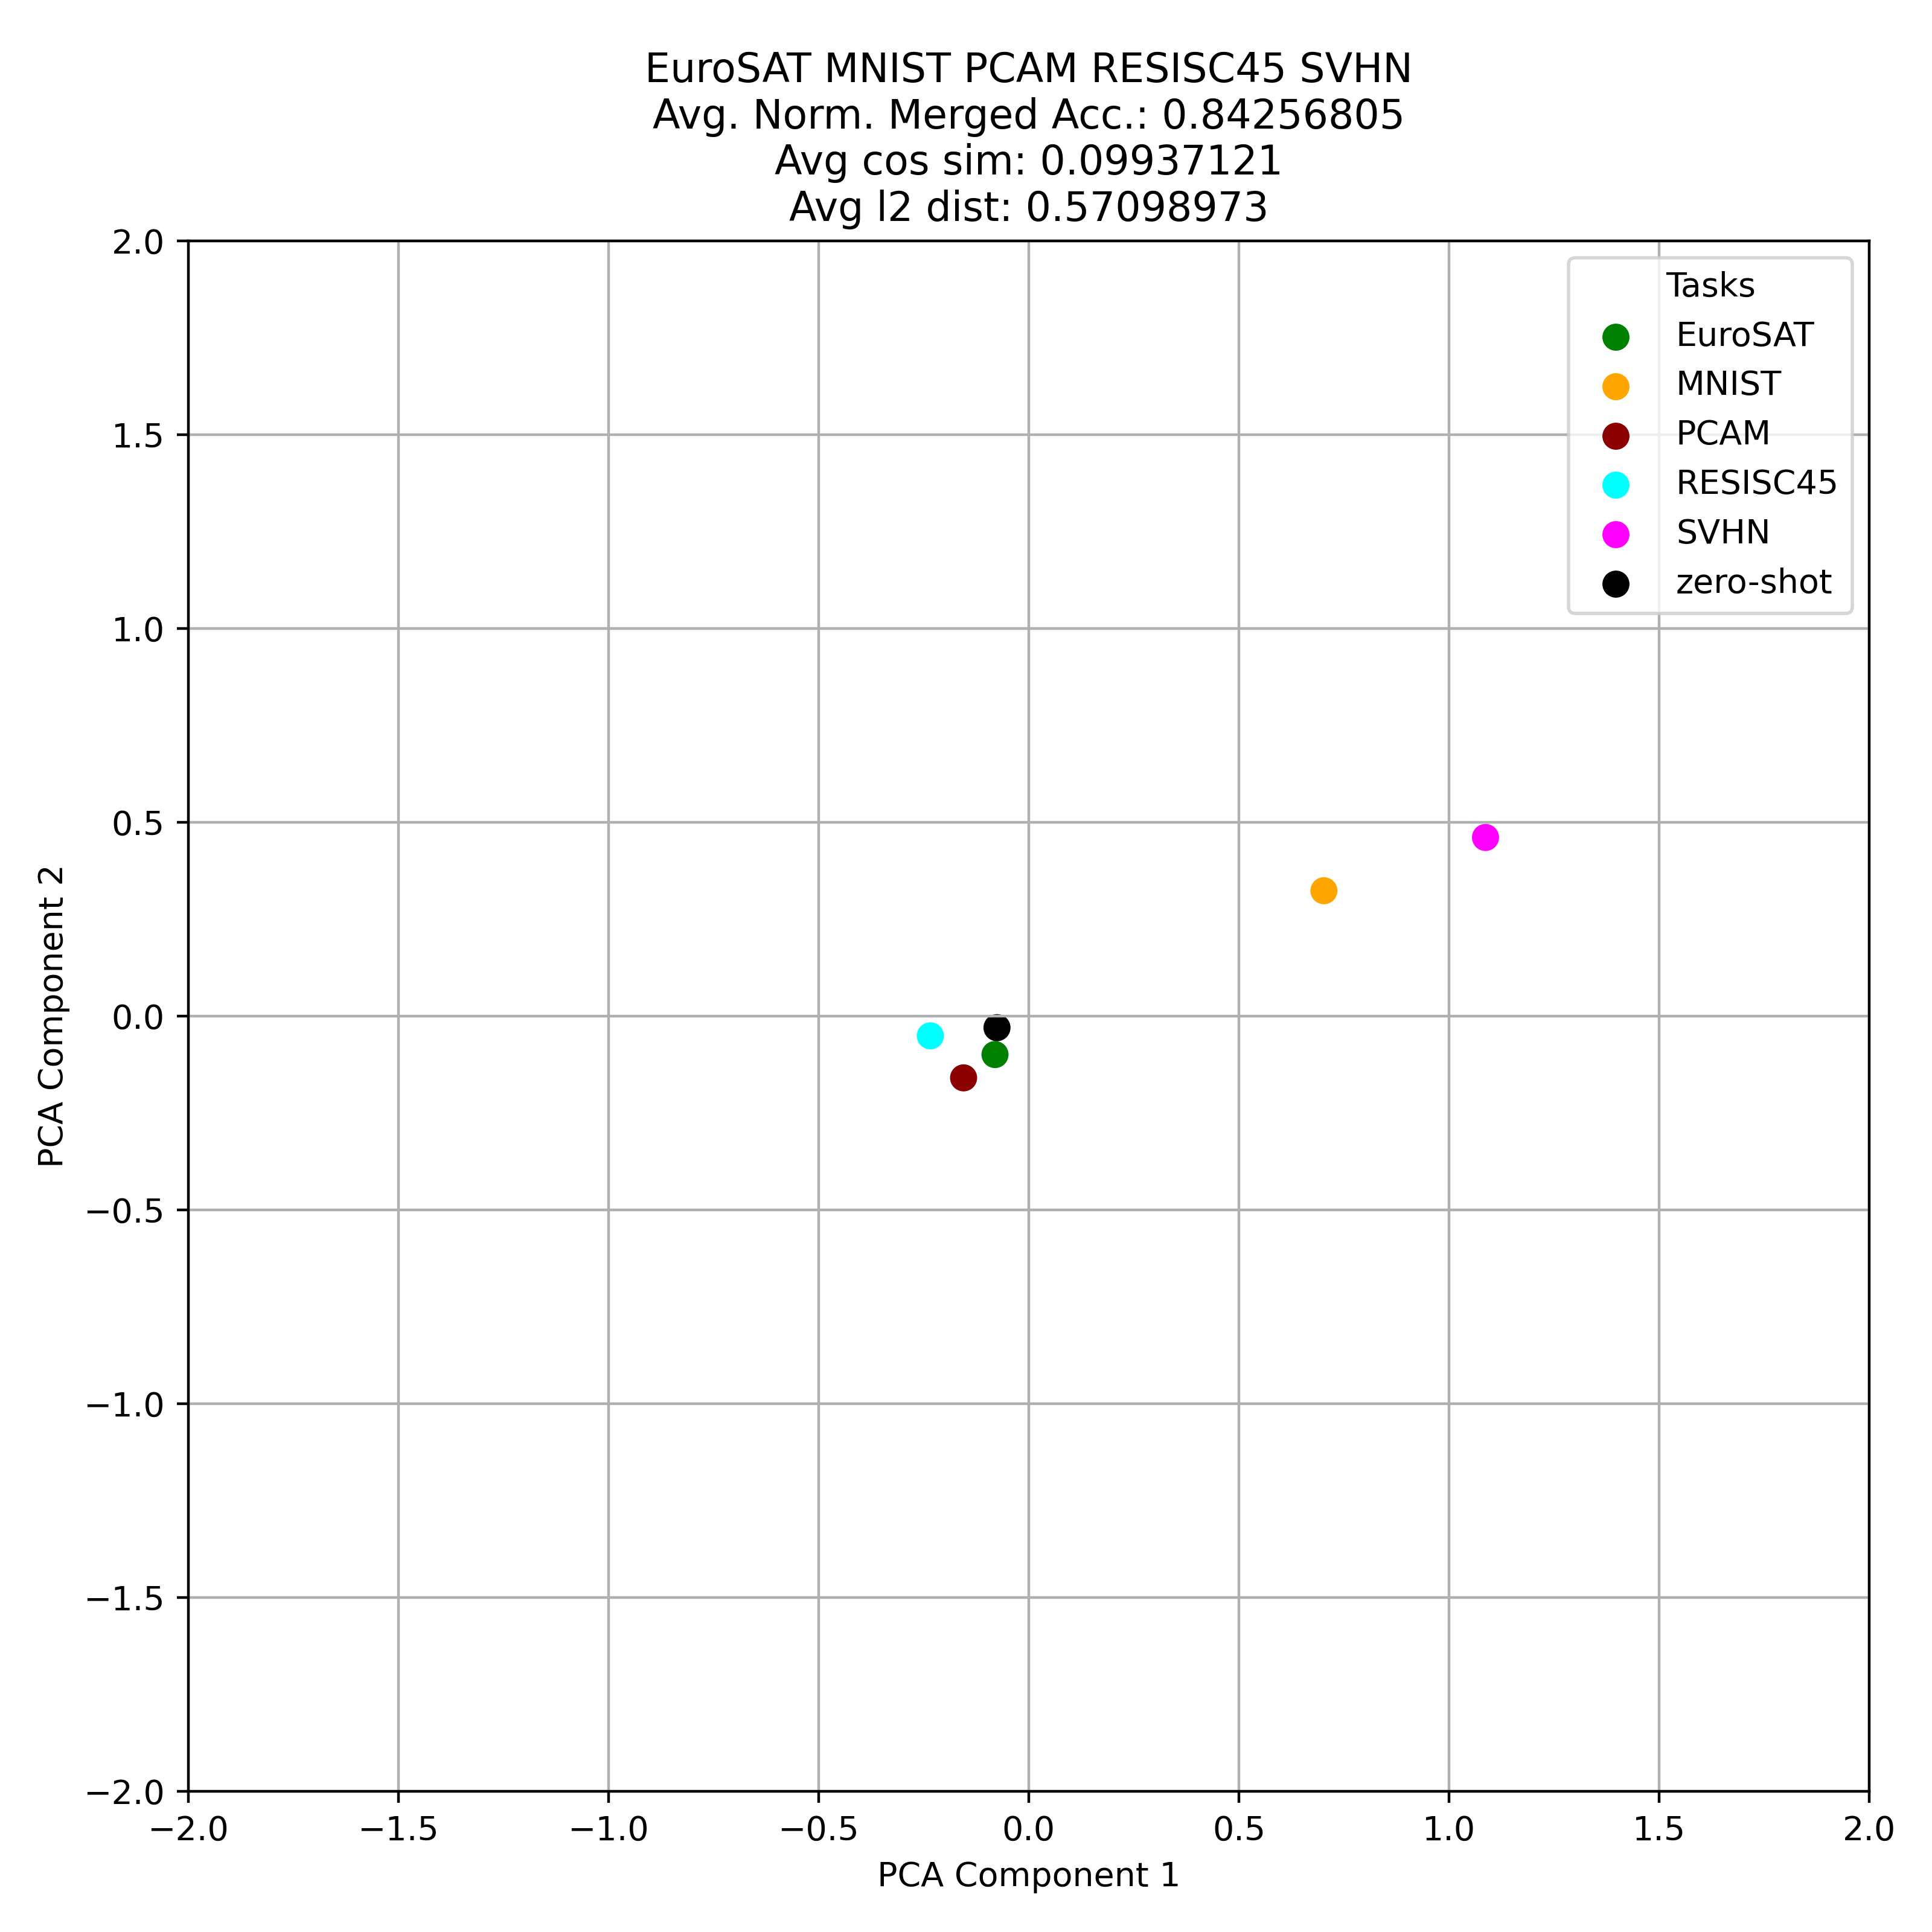 EuroSAT MNIST PCAM RESISC45 SVHN
Avg. Norm. Merged Acc.: 0.84256805
Avg cos sim: 0.09937121
Avg l2 dist: 0.57098973
Tasks
EuroSAT
MNIST
PCAM
RESISC45
SVHN
zero-shot
2.0
1.5
1.0
0.5
0.0
−0.5
−1.0
−1.5
−2.0
PCA Component 2
−2.0 −1.5 −1.0 −0.5 0.0 0.5 1.0 1.5 2.0
PCA Component 1